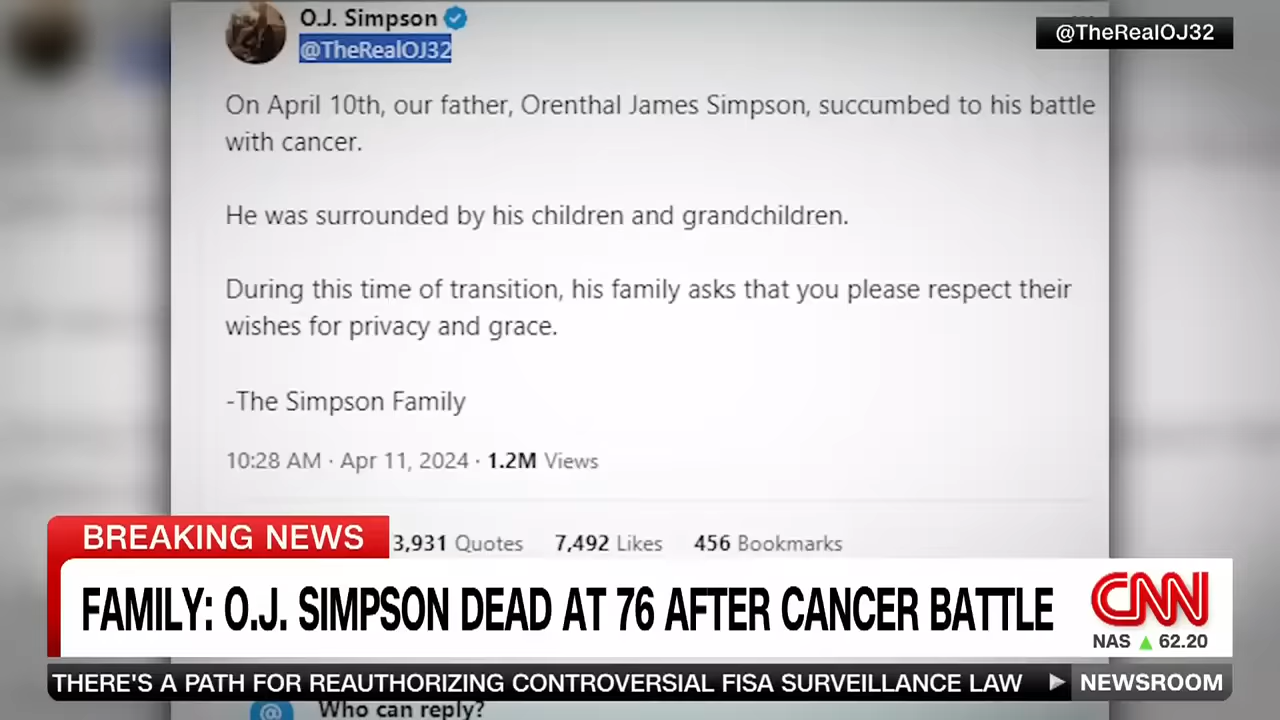 O.J. Simpson
@TheRealOJ32
@TheRealOJ32
On April 10th, our father, Orenthal James Simpson, succumbed to his battle
with cancer.
He was surrounded by his children and grandchildren.
During this time of transition, his family asks that you please respect their
wishes for privacy and grace.
-The Simpson Family
10:28 AM · Apr 11, 2024 · 1.2M Views
3,931 Quotes 7,492 Likes 456 Bookmarks
BREAKING NEWS
FAMILY: O.J. SIMPSON DEAD AT 76 AFTER CANCER BATTLE
CNN
NAS ▲ 62.20
THERE'S A PATH FOR REAUTHORIZING CONTROVERSIAL FISA SURVEILLANCE LAW
NEWSROOM
@ Who can reply?